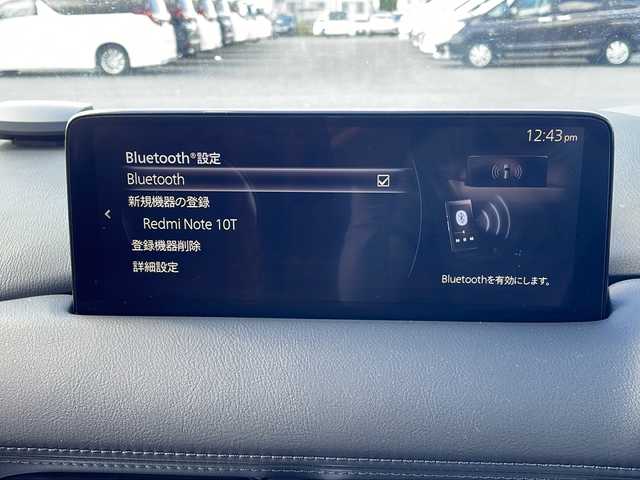 12:43pm
Bluetooth®設定
Bluetooth
新規機器の登録
Redmi Note 10T
登録機器削除
詳細設定
Bluetoothを有効にします。